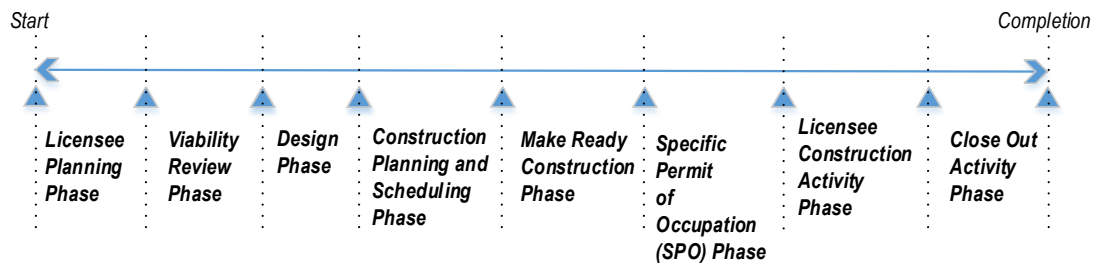 Start
Completion
Licensee
Planning
Phase
Viability
Review
Phase
Design
Phase
Construction
Planning and
Scheduling
Phase
Make Ready
Construction
Phase
Specific
Permit
of
Occupation
(SPO) Phase
Licensee
Construction
Activity
Phase
Close Out
Activity
Phase